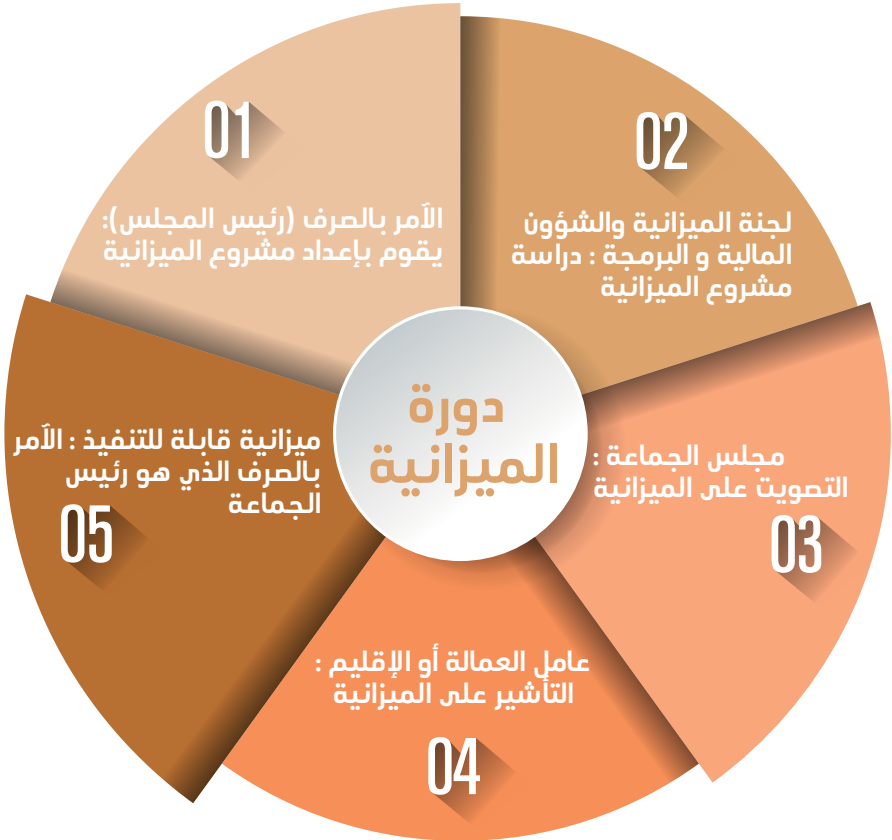 دورة
الميزانية
01
الآمر بالصرف (رئيس المجلس):
يقوم بإعداد مشروع الميزانية
02
لجنة الميزانية والشؤون
المالية و البرمجة : دراسة
مشروع الميزانية
مجلس الجماعة :
التصويت على الميزانية
03
عامل العمالة أو الإقليم :
التأشير على الميزانية
04
ميزانية قابلة للتنفيذ : الآمر
بالصرف الذي هو رئيس
الجماعة
05